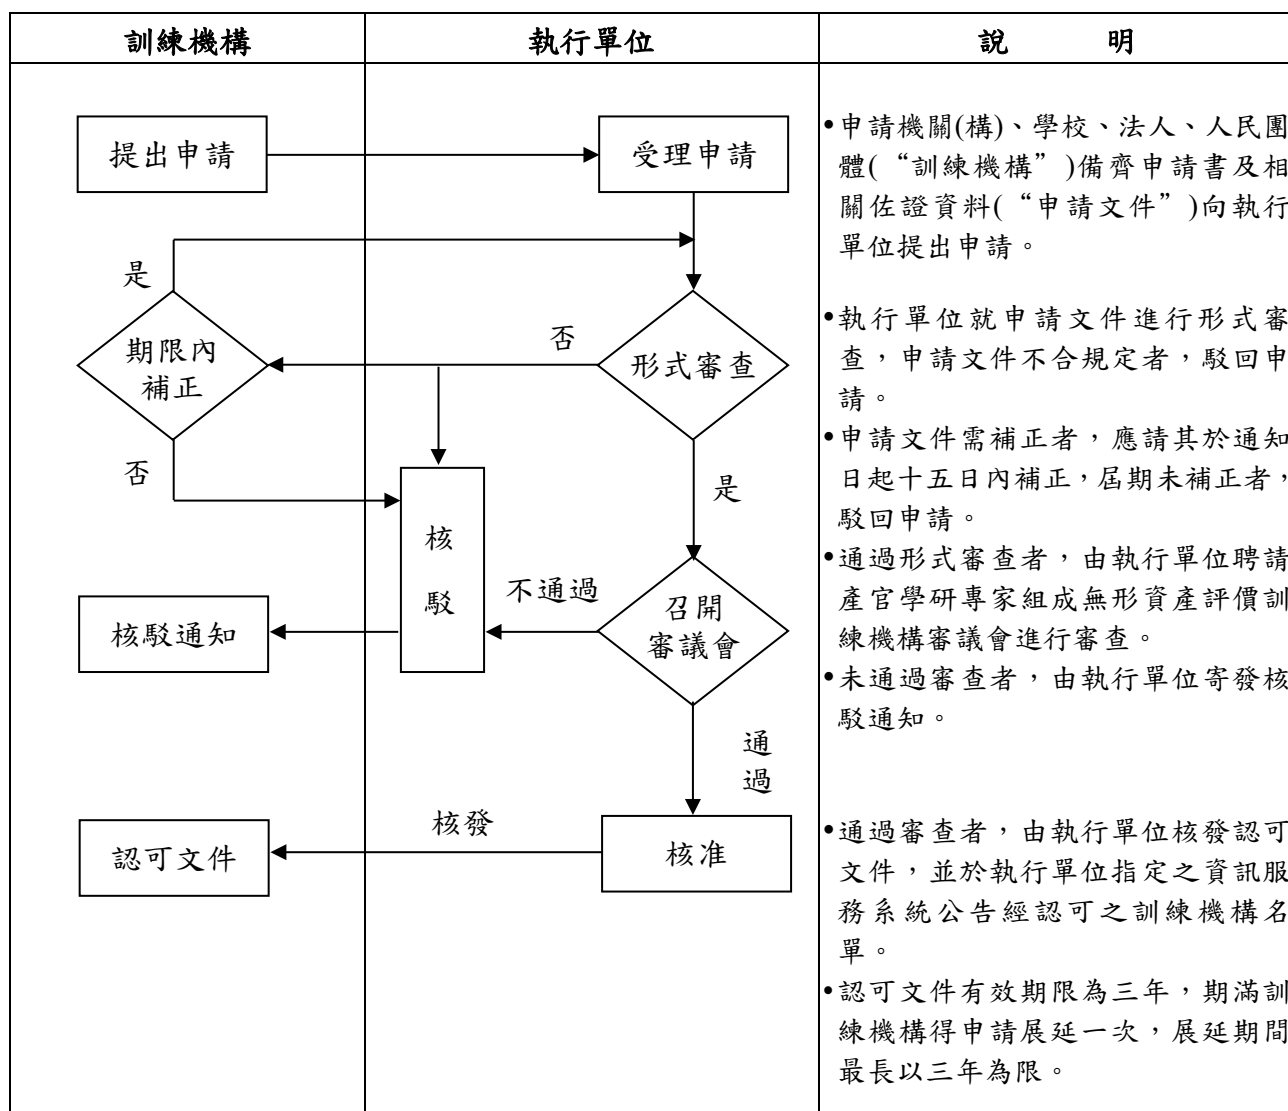 訓練機構
執行單位
說 明
提出申請
受理申請
是
期限內
補正
否
形式審查
否
是
核
駁
不通過
召開
審議會
核駁通知
通
過
核發
認可文件
核准
•申請機關(構)、學校、法人、人民團
體(“訓練機構”)備齊申請書及相
關佐證資料(“申請文件”)向執行
單位提出申請。
•執行單位就申請文件進行形式審
查，申請文件不合規定者，駁回申
請。
•申請文件需補正者，應請其於通知
日起十五日內補正，屆期未補正者，
駁回申請。
•通過形式審查者，由執行單位聘請
產官學研專家組成無形資產評價訓
練機構審議會進行審查。
•未通過審查者，由執行單位寄發核
駁通知。
•通過審查者，由執行單位核發認可
文件，並於執行單位指定之資訊服
務系統公告經認可之訓練機構名
單。
•認可文件有效期限為三年，期滿訓
練機構得申請展延一次，展延期間
最長以三年為限。